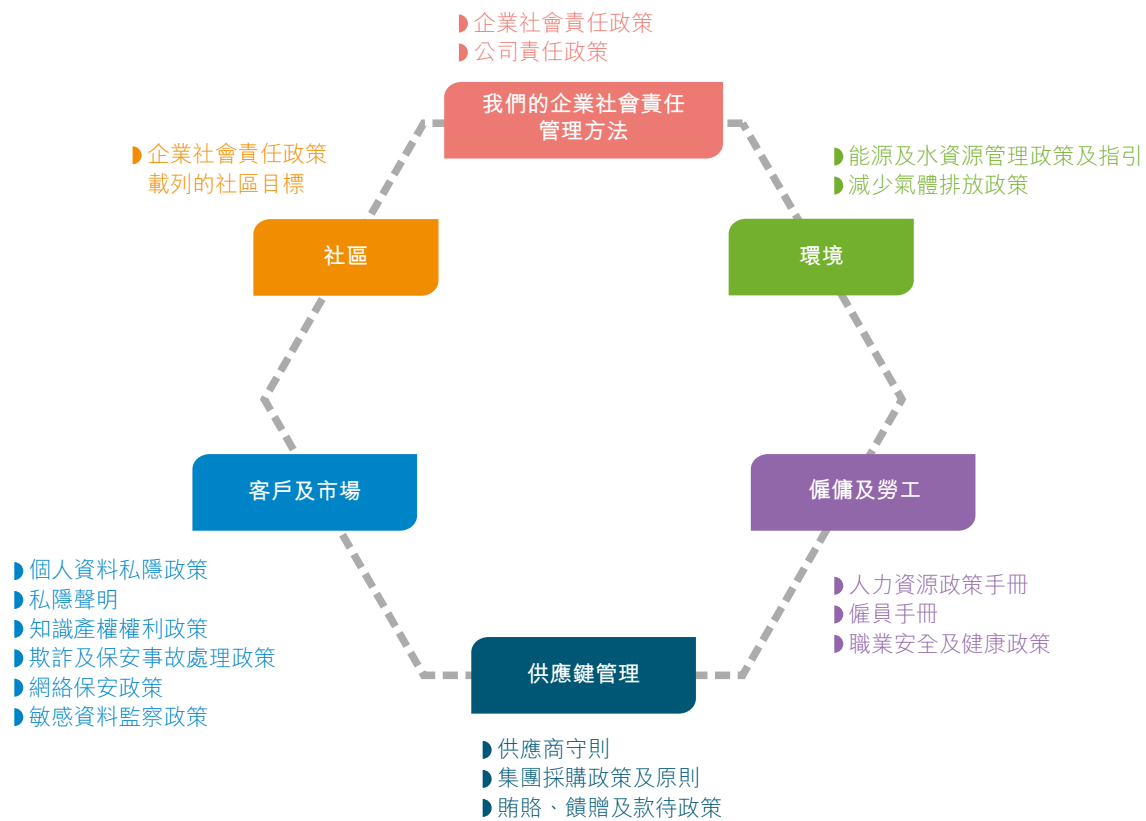 企業社會責任政策
公司責任政策
我們的企業社會責任
管理方法
企業社會責任政策
載列的社區目標
能源及水資源管理政策及指引
減少氣體排放政策
社區
環境
客戶及市場
僱傭及勞工
個人資料私隱政策
私隱聲明
知識產權權利政策
欺詐及保安事故處理政策
網絡保安政策
敏感資料監察政策
人力資源政策手冊
僱員手冊
職業安全及健康政策
供應鍵管理
供應商守則
集團採購政策及原則
賄賂、饋贈及款待政策